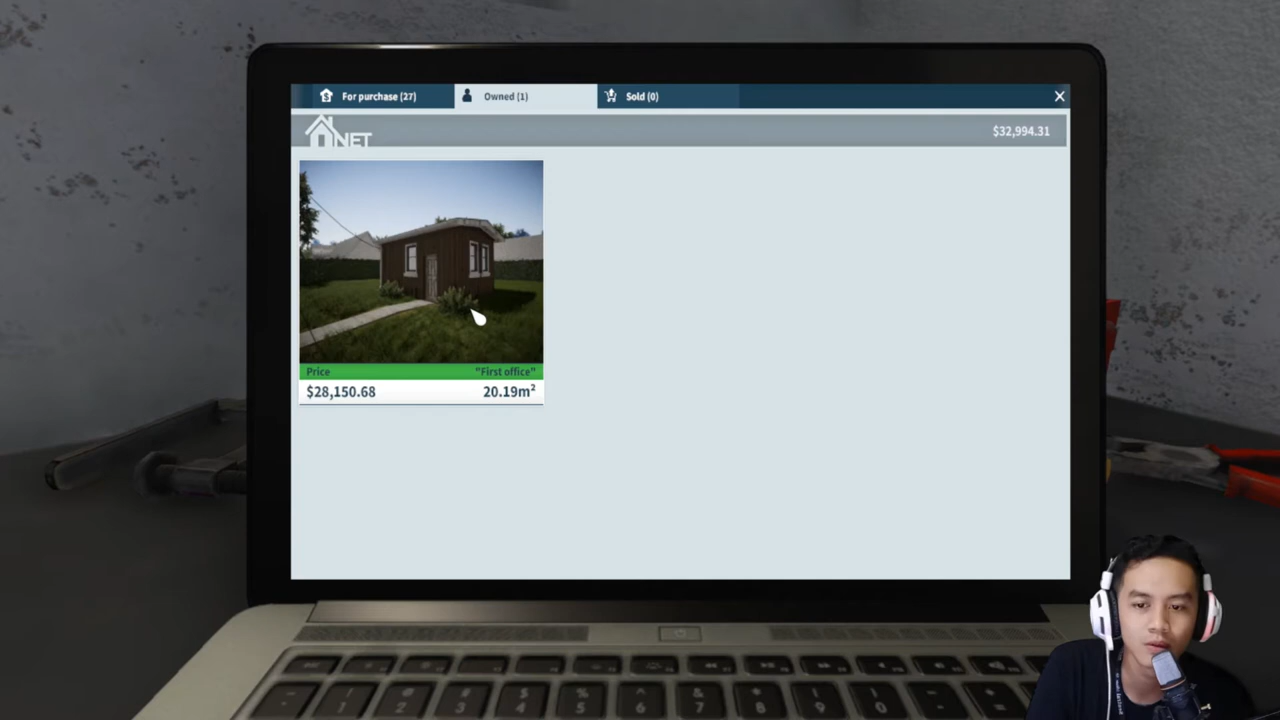 For purchase (27)
Owned (1)
Sold (0)
NET
$32,994.31
Price
"First office"
$28,150.68
20.19m²